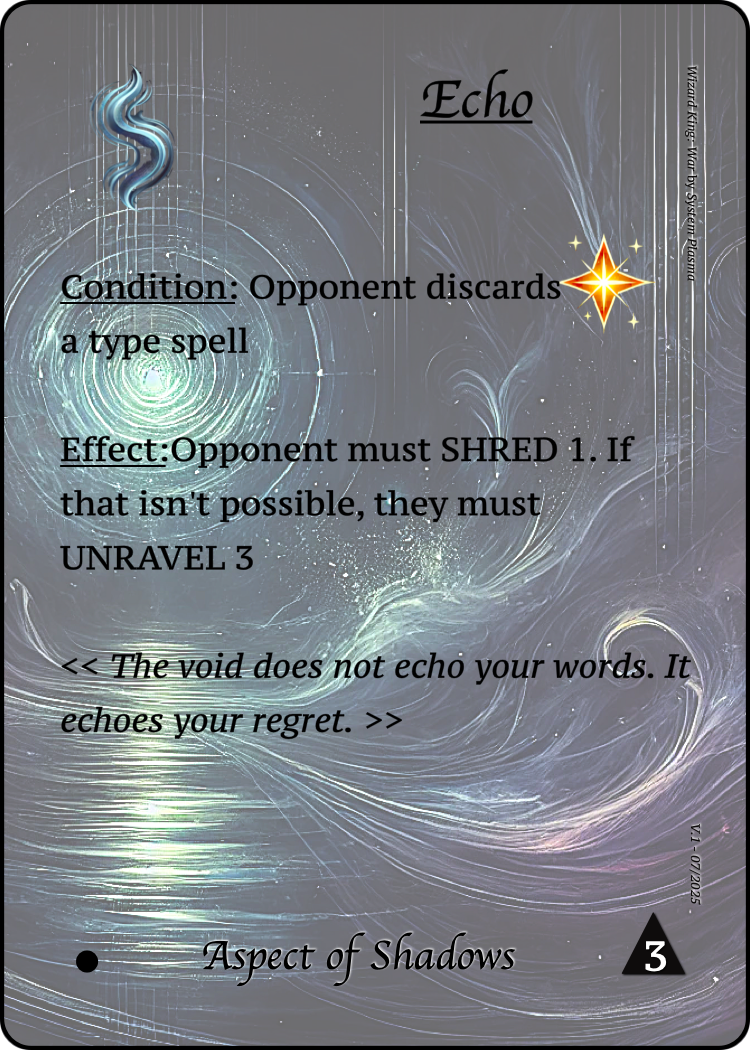 Echo
Wizard King: War by System Plasma
Condition: Opponent discards
a type spell
Effect:Opponent must SHRED 1. If
that isn't possible, they must
UNRAVEL 3
<< The void does not echo your words. It
echoes your regret. >>
V.1 - 07/2025
Aspect of Shadows
3